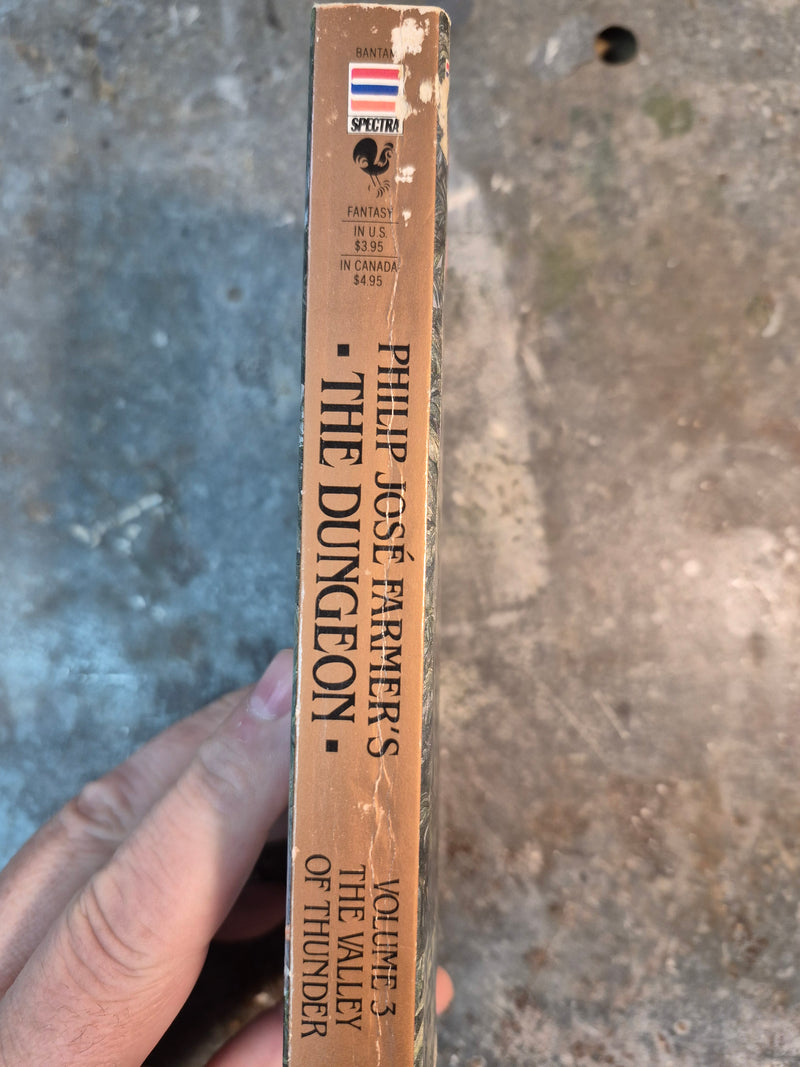 BANTAM
SPECTRA
FANTASY
IN U.S.
$3.95
IN CANADA
$4.95
PHILIP JOSÉ FARMER'S
▪ THE DUNGEON ▪
VOLUME 3
THE VALLEY
OF THUNDER